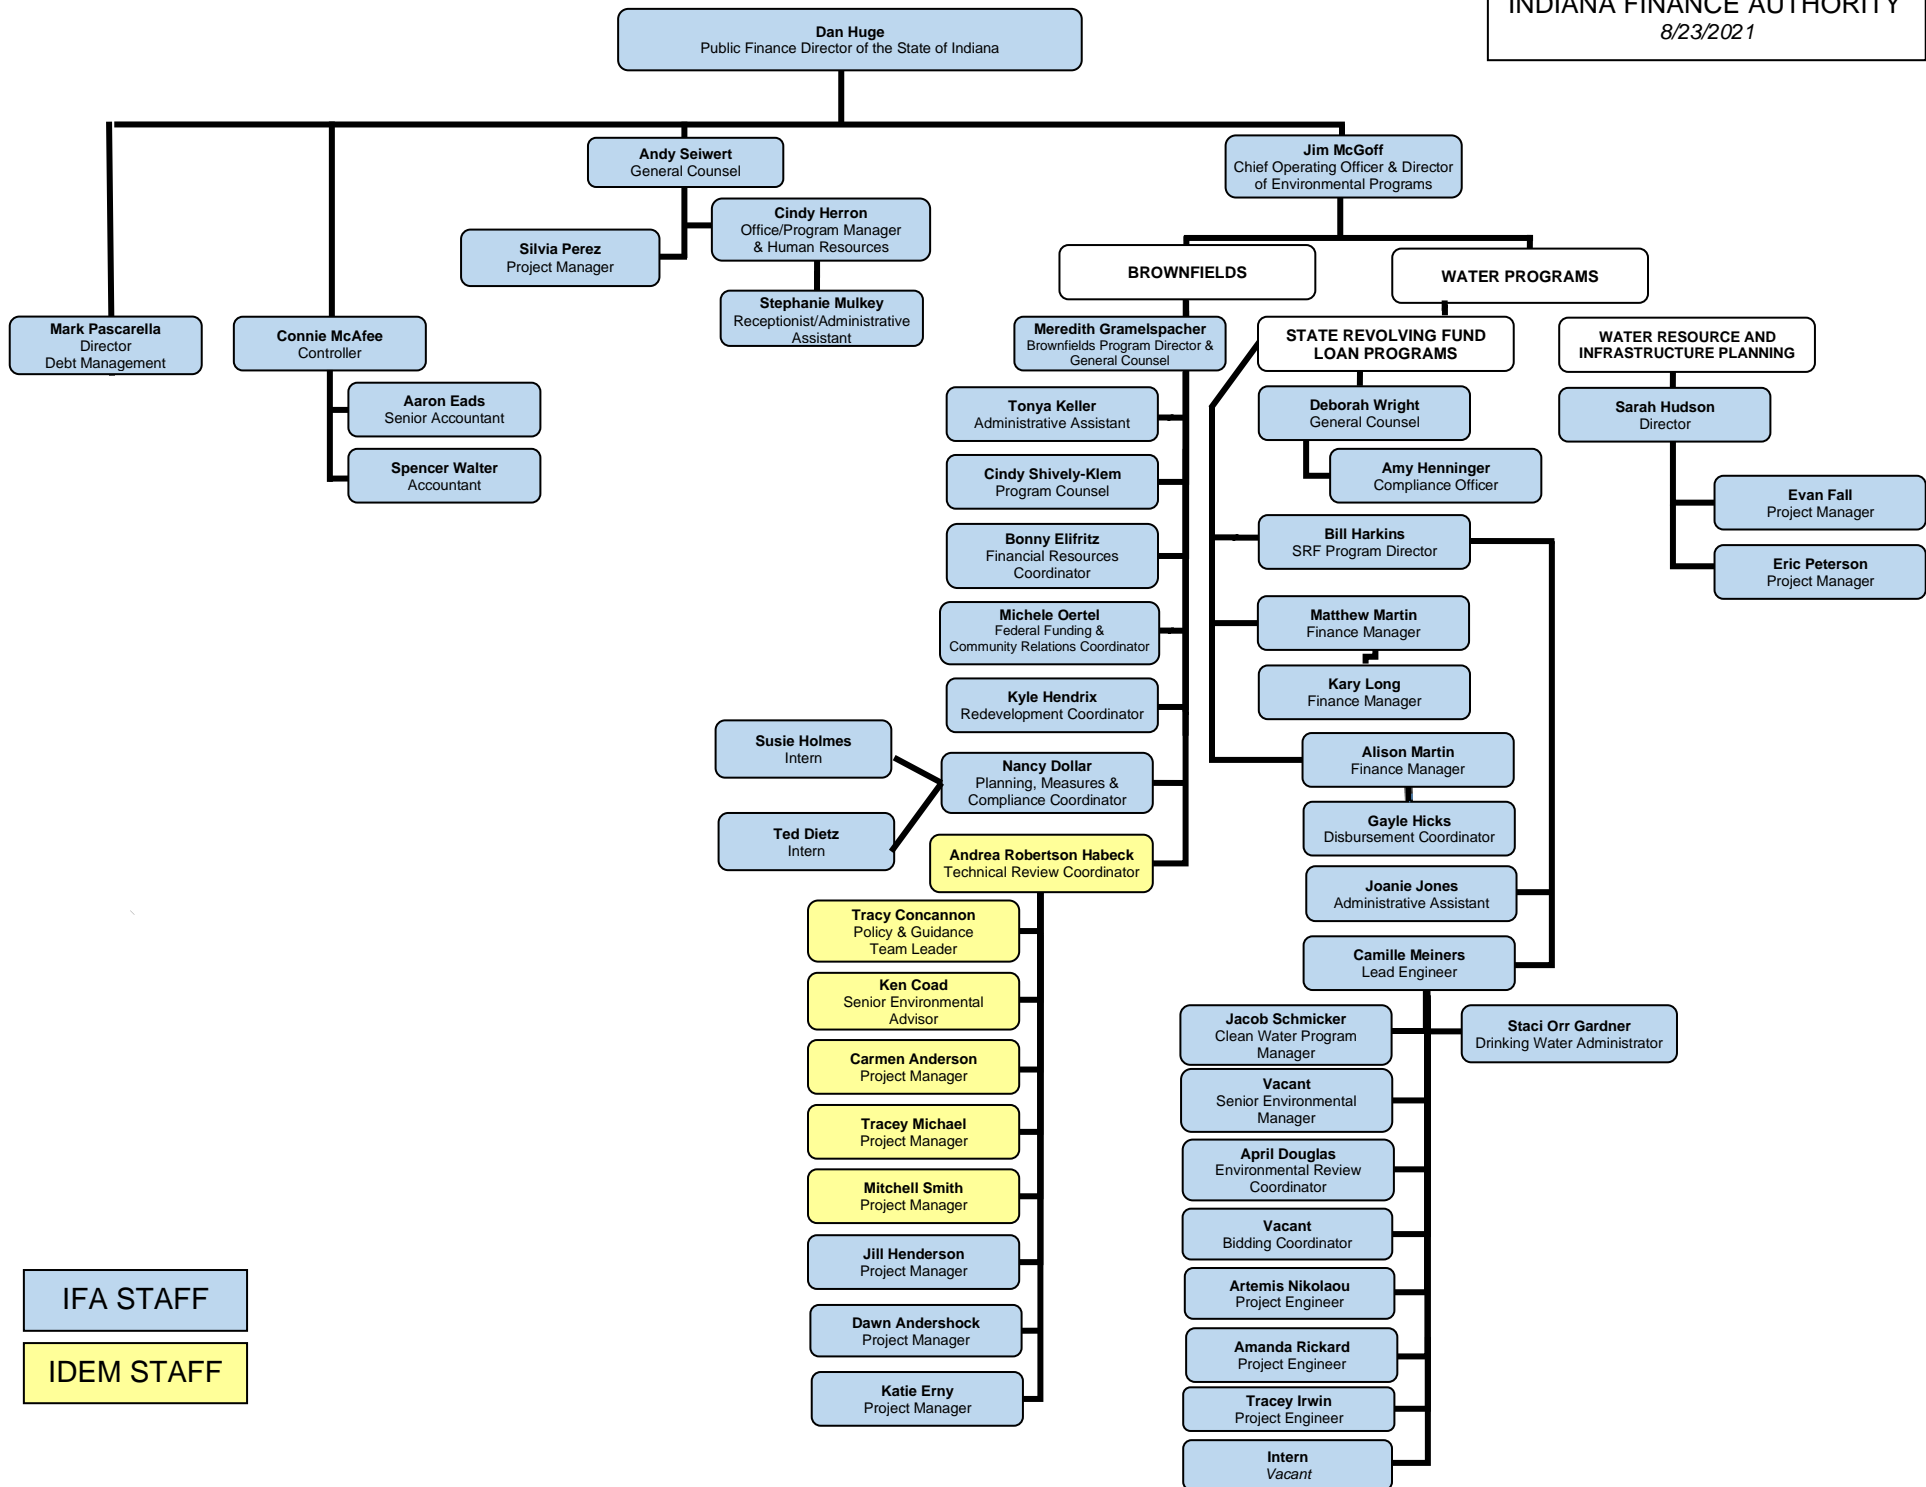 INDIANA FINANCE AUTHORITY
8/23/2021
Dan Huge
Public Finance Director of the State of Indiana
Andy Seiwert
General Counsel
Jim McGoff
Chief Operating Officer & Director
of Environmental Programs
Cindy Herron
Office/Program Manager
& Human Resources
Silvia Perez
Project Manager
Stephanie Mulkey
Receptionist/Administrative
Assistant
Mark Pascarella
Director
Debt Management
Connie McAfee
Controller
Aaron Eads
Senior Accountant
Spencer Walter
Accountant
BROWNFIELDS
WATER PROGRAMS
Meredith Gramelspacher
Brownfields Program Director &
General Counsel
STATE REVOLVING FUND
LOAN PROGRAMS
WATER RESOURCE AND
INFRASTRUCTURE PLANNING
Tonya Keller
Administrative Assistant
Cindy Shively-Klem
Program Counsel
Bonny Elifritz
Financial Resources
Coordinator
Michele Oertel
Federal Funding &
Community Relations Coordinator
Kyle Hendrix
Redevelopment Coordinator
Susie Holmes
Intern
Nancy Dollar
Planning, Measures &
Compliance Coordinator
Ted Dietz
Intern
Andrea Robertson Habeck
Technical Review Coordinator
Tracy Concannon
Policy & Guidance
Team Leader
Ken Coad
Senior Environmental
Advisor
Carmen Anderson
Project Manager
Tracey Michael
Project Manager
Mitchell Smith
Project Manager
Jill Henderson
Project Manager
Dawn Andershock
Project Manager
Katie Erny
Project Manager
Deborah Wright
General Counsel
Amy Henninger
Compliance Officer
Bill Harkins
SRF Program Director
Matthew Martin
Finance Manager
Kary Long
Finance Manager
Alison Martin
Finance Manager
Gayle Hicks
Disbursement Coordinator
Joanie Jones
Administrative Assistant
Camille Meiners
Lead Engineer
Jacob Schmicker
Clean Water Program
Manager
Staci Orr Gardner
Drinking Water Administrator
Vacant
Senior Environmental
Manager
April Douglas
Environmental Review
Coordinator
Vacant
Bidding Coordinator
Artemis Nikolaou
Project Engineer
Amanda Rickard
Project Engineer
Tracey Irwin
Project Engineer
Intern
Vacant
Sarah Hudson
Director
Evan Fall
Project Manager
Eric Peterson
Project Manager
IFA STAFF
IDEM STAFF